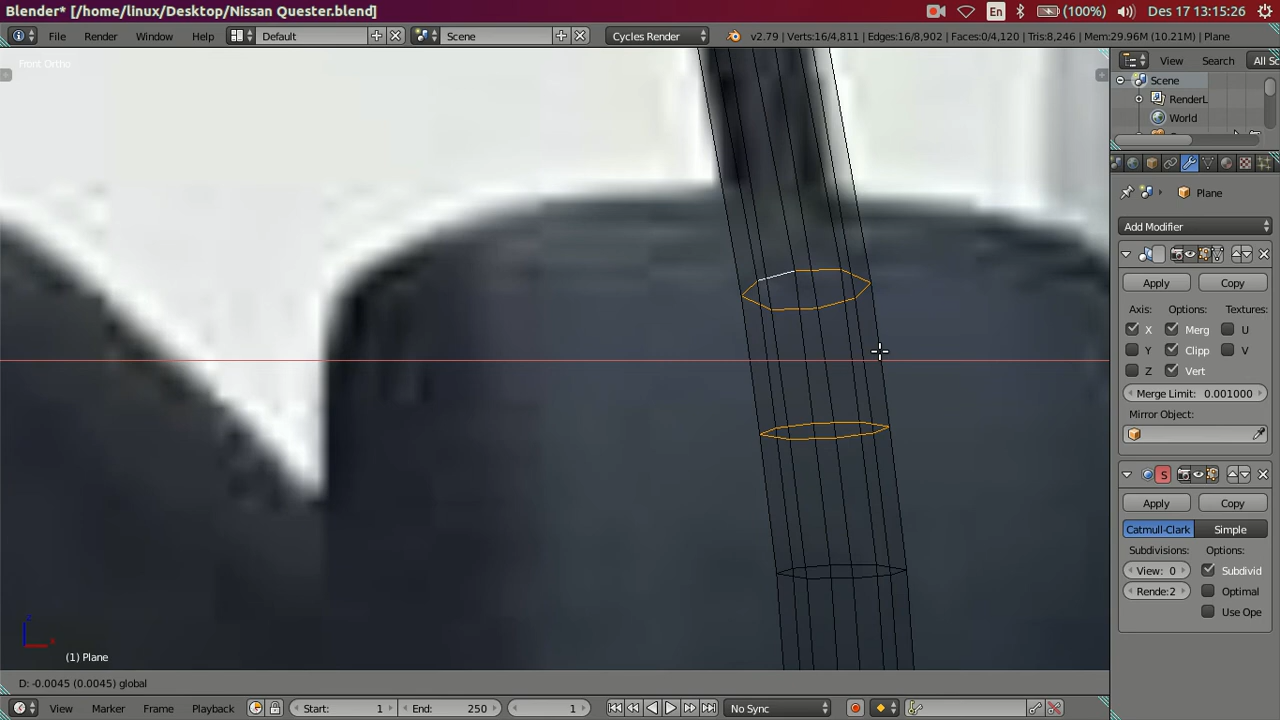 Blender* [/home/linux/Desktop/Nissan Quester.blend]
En
(100%)
Des 17 13:15:26
File
Render
Window
Help
Default
Scene
Cycles Render
v2.79 | Verts:16/4,811 | Edges:16/8,902 | Faces:0/4,120 | Tris:8,246 | Mem:29.96M (10.21M) | Plane
Front Ortho
View
Search
All Sc
Scene
RenderL
World
Plane
Add Modifier
Apply
Copy
Axis:
Options:
Textures:
X
Merg
U
Y
Clipp
V
Z
Vert
Merge Limit: 0.001000
Mirror Object:
S
Apply
Copy
Catmull-Clark
Simple
Subdivisions:
Options:
View: 0
Subdivid
Rende:2
Optimal
Use Ope
z
x
(1) Plane
D: -0.0045 (0.0045) global
View
Marker
Frame
Playback
Start: 1
End: 250
1
No Sync